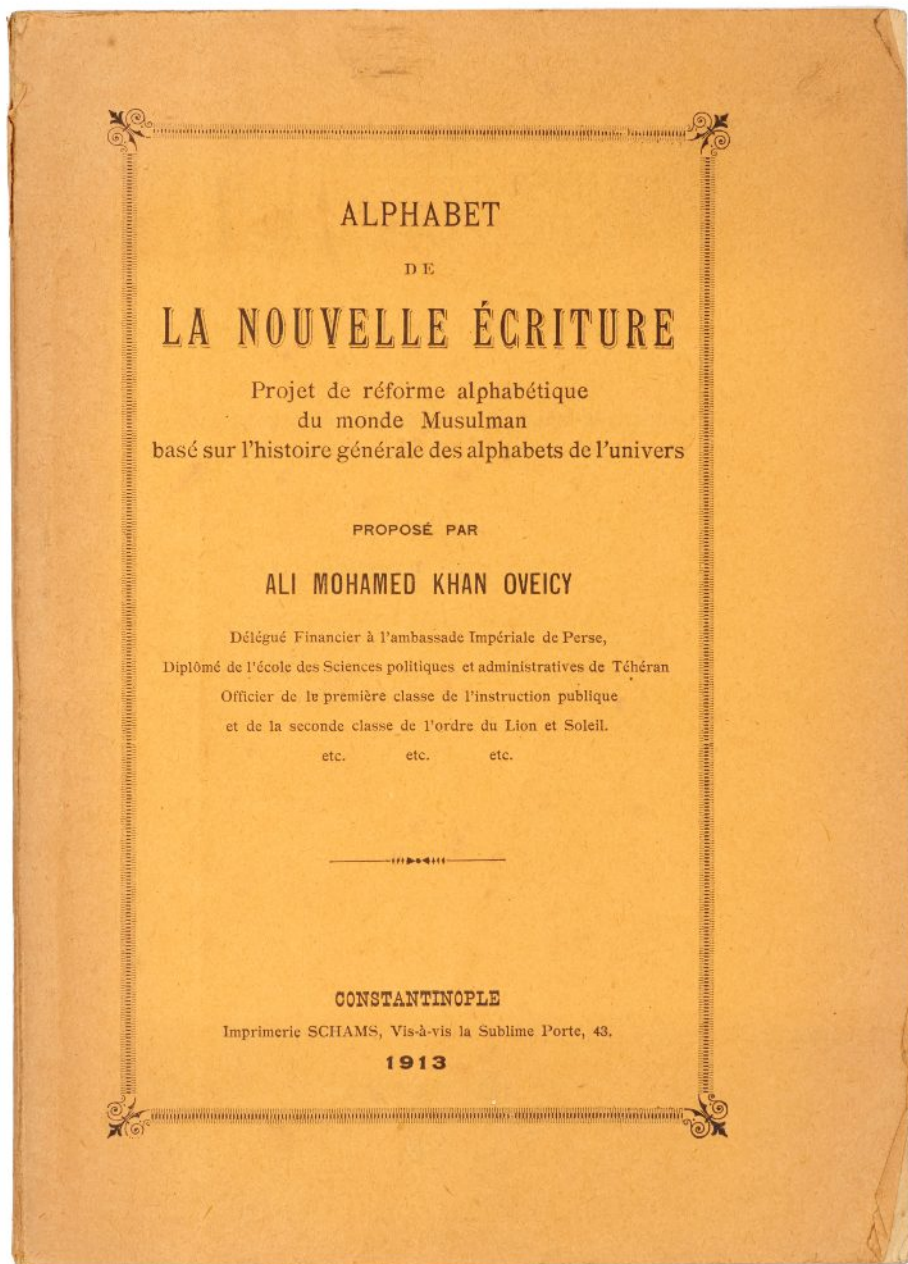 ALPHABET
DE
LA NOUVELLE ÉCRITURE
Projet de réforme alphabétique
du monde Musulman
basé sur l'histoire générale des alphabets de l'univers
PROPOSÉ PAR
ALI MOHAMED KHAN OVEICY
Délégué Financier à l'ambassade Impériale de Perse,
Diplômé de l'école des Sciences politiques et administratives de Téhéran
Officier de le première classe de l'instruction publique
et de la seconde classe de l'ordre du Lion et Soleil.
etc. etc. etc.
CONSTANTINOPLE
Imprimerie SCHAMS, Vis-à-vis la Sublime Porte, 43.
1913